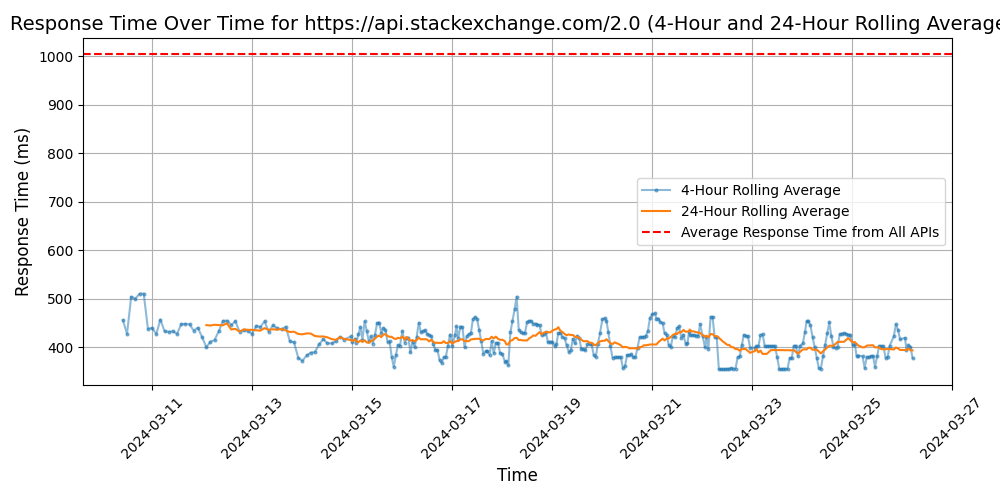 Response Time Over Time for https://api.stackexchange.com/2.0 (4-Hour and 24-Hour Rolling Average
Response Time (ms)
1000
900
800
700
600
500
400
4-Hour Rolling Average
24-Hour Rolling Average
Average Response Time from All APIs
2024-03-11
2024-03-13
2024-03-15
2024-03-17
2024-03-19
2024-03-21
2024-03-23
2024-03-25
2024-03-27
Time